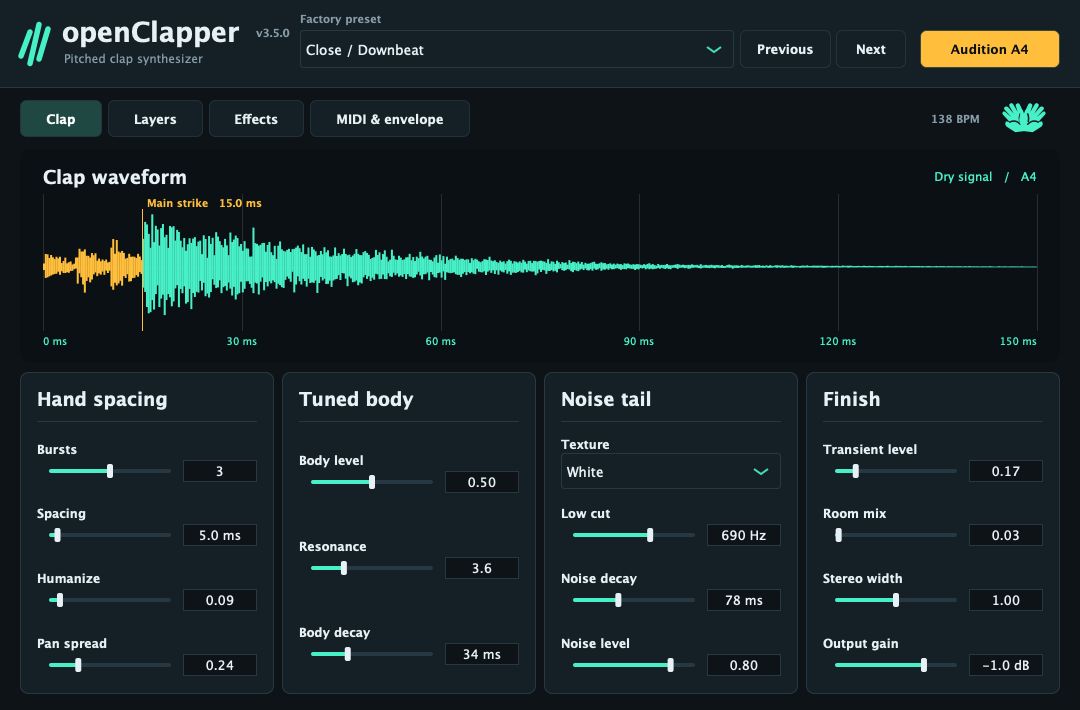 openClapper
v3.5.0
Pitched clap synthesizer
Factory preset
Close / Downbeat
Previous
Next
Audition A4
Clap
Layers
Effects
MIDI & envelope
138 BPM
Clap waveform
Dry signal / A4
Main strike 15.0 ms
0 ms
30 ms
60 ms
90 ms
120 ms
150 ms
Hand spacing
Bursts
3
Spacing
5.0 ms
Humanize
0.09
Pan spread
0.24
Tuned body
Body level
0.50
Resonance
3.6
Body decay
34 ms
Noise tail
Texture
White
Low cut
690 Hz
Noise decay
78 ms
Noise level
0.80
Finish
Transient level
0.17
Room mix
0.03
Stereo width
1.00
Output gain
-1.0 dB